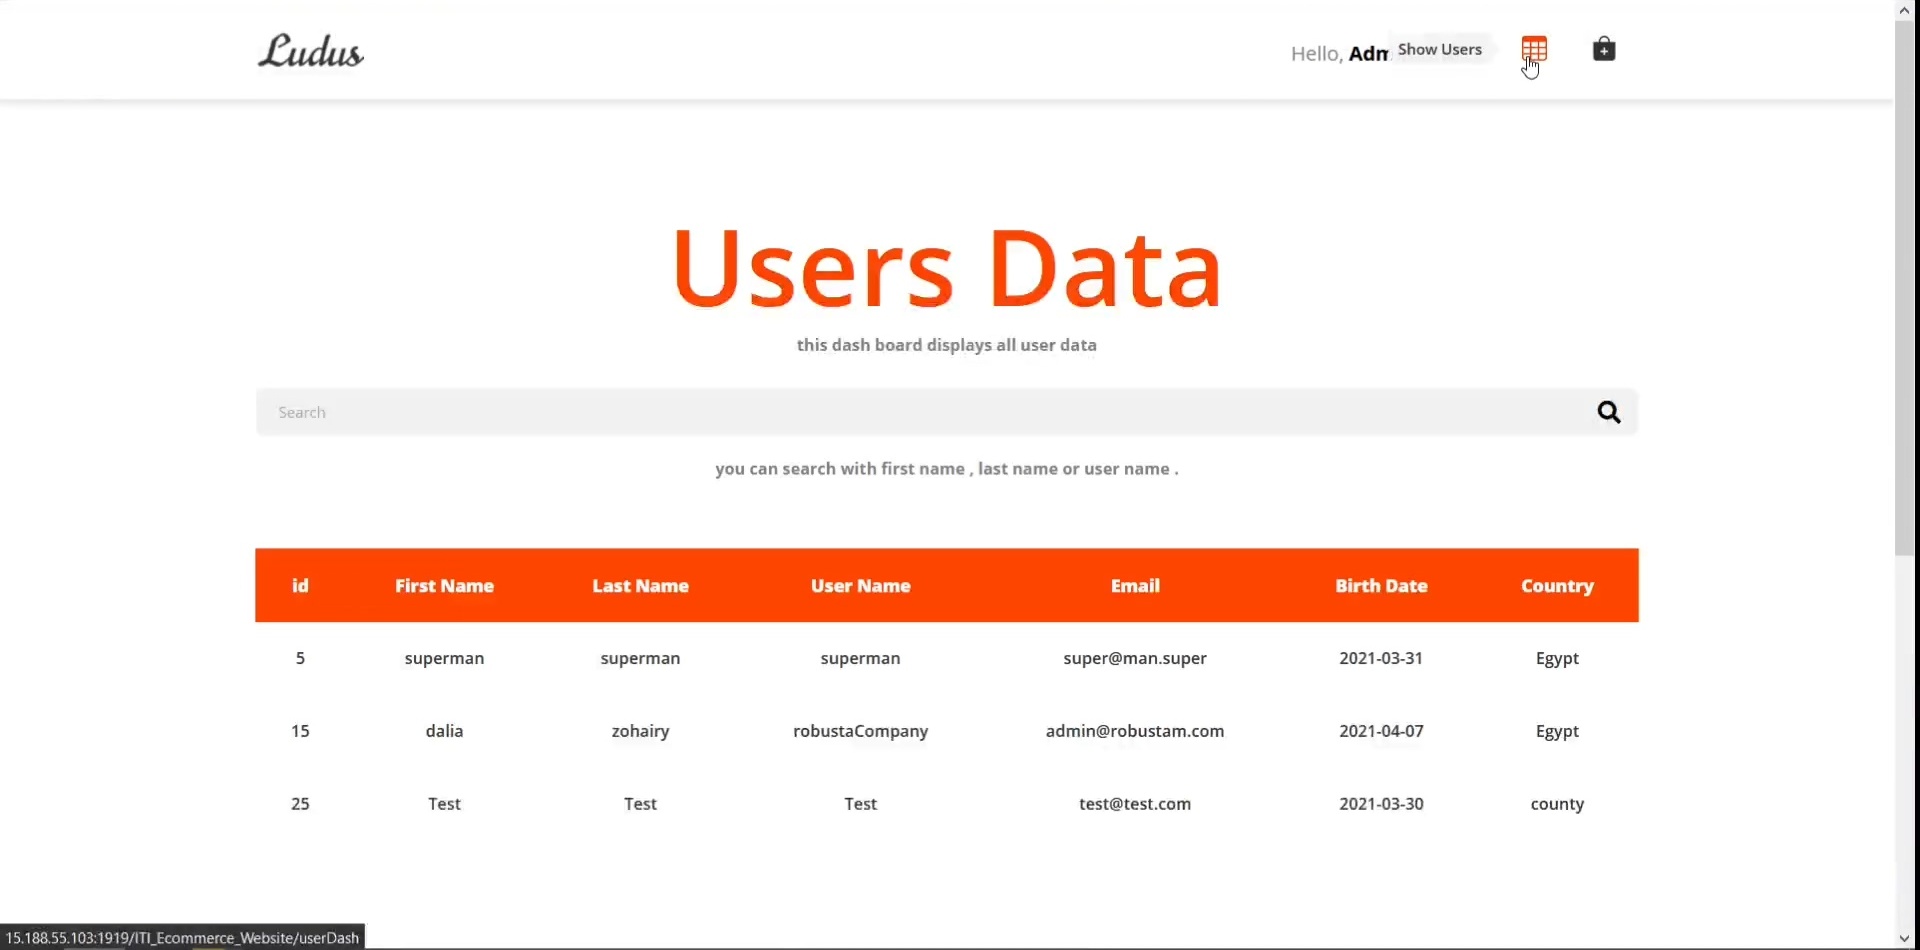 Ludus
Hello, Adm
Show Users
Users Data
this dash board displays all user data
Search
you can search with first name , last name or user name .
id First Name Last Name User Name Email Birth Date Country
5 superman superman superman super@man.super 2021-03-31 Egypt
15 dalia zohairy robustaCompany admin@robustam.com 2021-04-07 Egypt
25 Test Test Test test@test.com 2021-03-30 county
15.188.55.103:1919/ITI_Ecommerce_Website/userDash